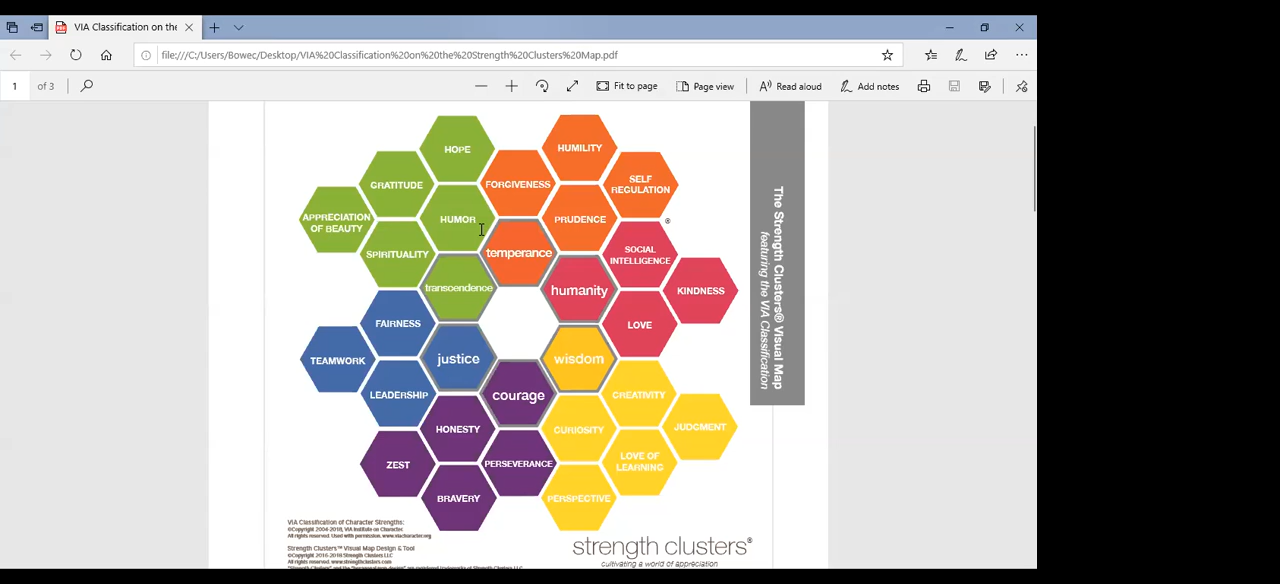 VIA Classification on the
file:///C:/Users/Bowec/Desktop/VIA%20Classification%20on%20the%20Strength%20Clusters%20Map.pdf
1 of 3
Fit to page
Page view
Read aloud
Add notes
HOPE
HUMILITY
GRATITUDE
FORGIVENESS
SELF
REGULATION
APPRECIATION
OF BEAUTY
HUMOR
PRUDENCE
®
SPIRITUALITY
temperance
SOCIAL
INTELLIGENCE
transcendence
humanity
KINDNESS
FAIRNESS
LOVE
TEAMWORK
justice
wisdom
LEADERSHIP
courage
CREATIVITY
HONESTY
CURIOSITY
JUDGMENT
ZEST
PERSEVERANCE
LOVE OF
LEARNING
BRAVERY
PERSPECTIVE
The Strength Clusters® Visual Map
featuring the VIA Classification
VIA Classification of Character Strengths:
©Copyright 2004-2018, VIA Institute on Character.
All rights reserved. Used with permission. www.viacharacter.org
Strength Clusters™ Visual Map Design & Tool
©Copyright 2016-2018 Strength Clusters LLC
All rights reserved. www.strengthclusters.com
strength clusters®
cultivating a world of appreciation